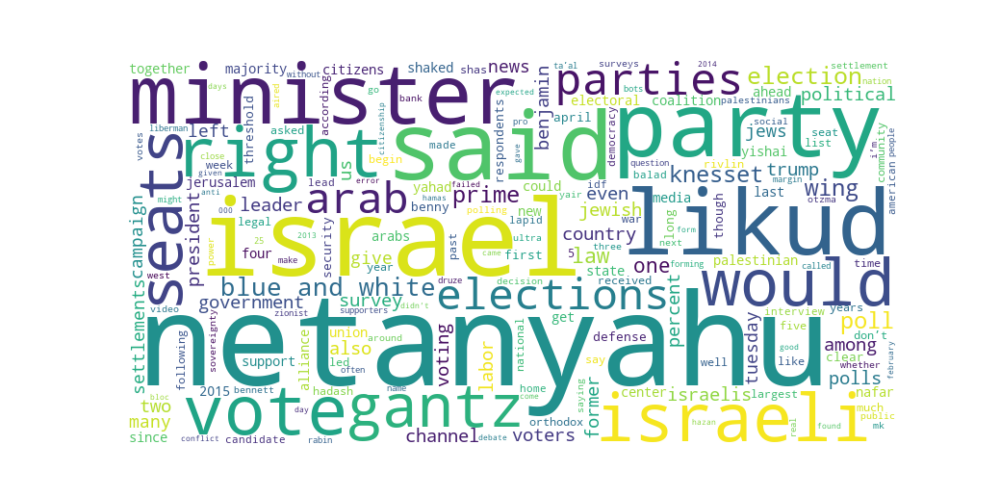 together majority citizens shaked shas news ta'al surveys 2014 settlement
without minister parties election nation
days according go bank expected bots palestinians ahead political
aired electoral coalition
votes liberman threshold left asked us made benjamin april party
citizenship begin pro respondents gave democracy social jews seat list yishai i'm community
right said question rivlin
close week given jerusalem lead error yahad failed could idf balad knesset trump
might anti president leader arab benny hamas prime even media margin last wing otzma american people
seats 000 legal polling yair lapid new jewish long though
power 25 2013 israel war country likud form next
four security arabs past ultra first three law
west make give year came 5 state one forming palestinian called time
settlements campaign blue and white druze elections decision received would
video government zionist survey didn't percent interview years
sovereignty supporters around get tuesday five poll
following union also voting national defense among don't
support alliance led often labor say well like good clear whether february
netanyahu polls
bloc 2015 bennett hadash name home come saying center israelis largest nafar
two vote gantz former much public
many day orthodox hazan real found mk
since conflict candidate rabin channel debate voters israeli